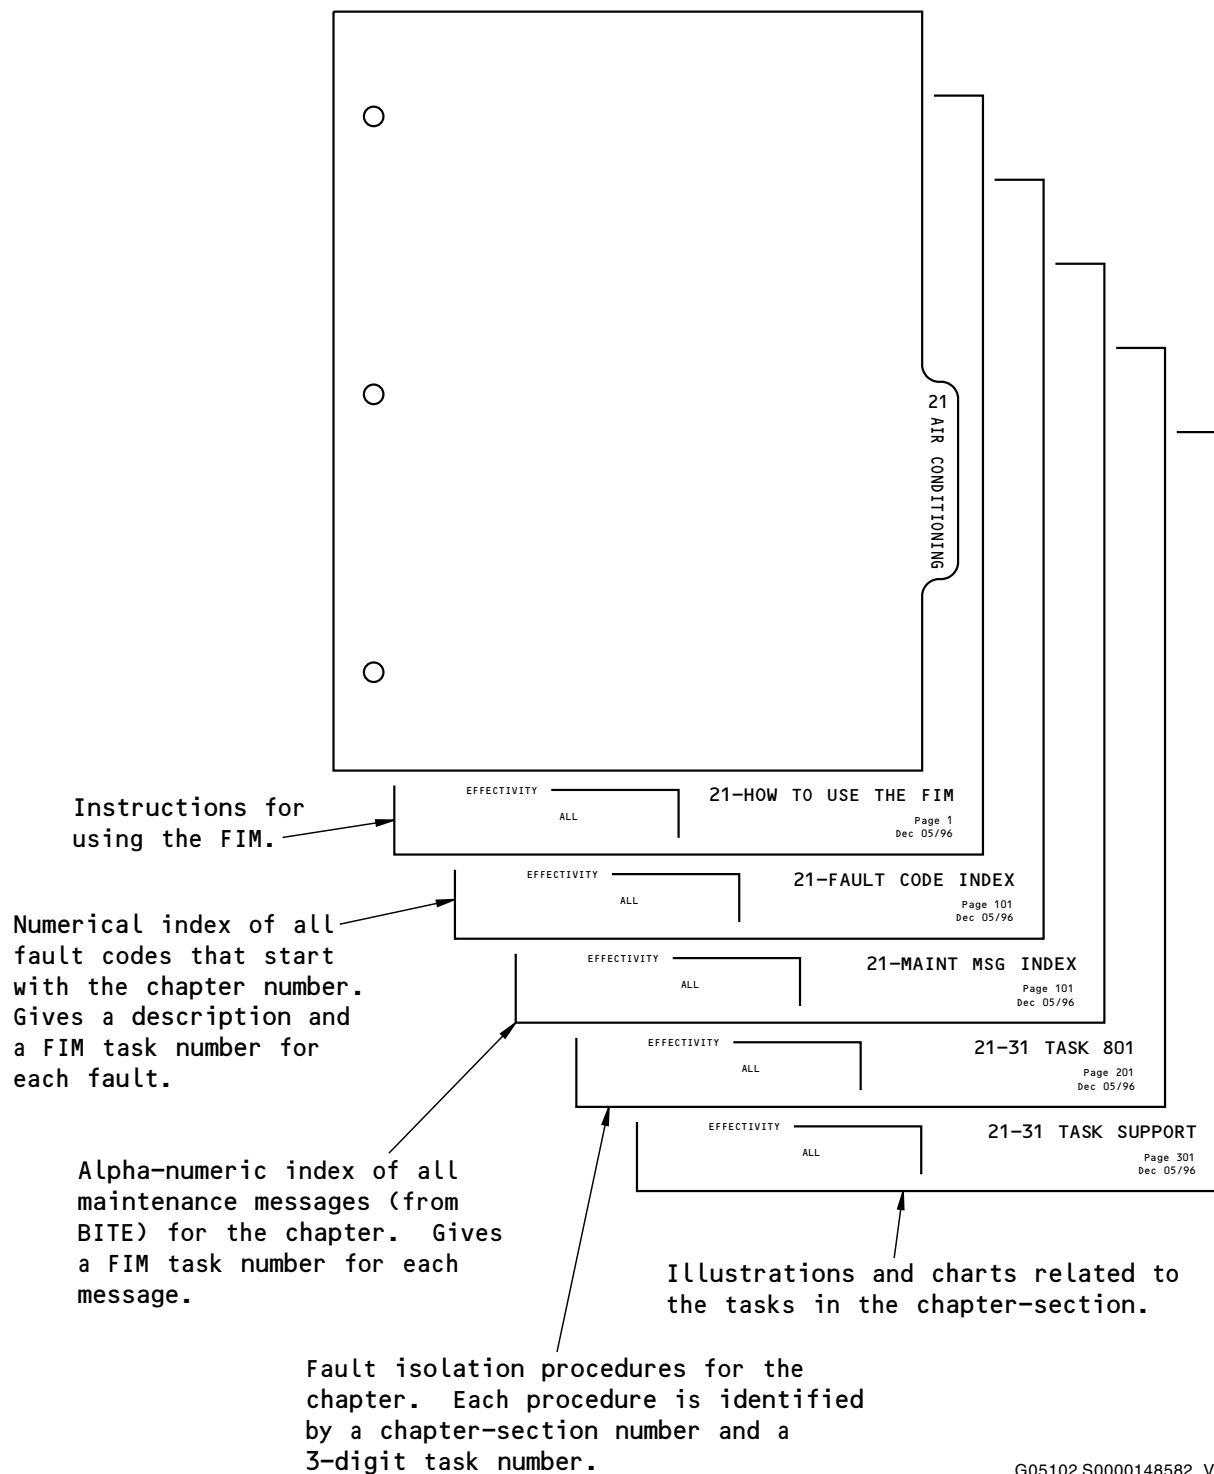 21
AIR CONDITIONING
EFFECTIVITY
ALL
21-HOW TO USE THE FIM
Page 1
Dec 05/96
Instructions for
using the FIM.
EFFECTIVITY
ALL
21-FAULT CODE INDEX
Page 101
Dec 05/96
Numerical index of all
fault codes that start
with the chapter number.
Gives a description and
a FIM task number for
each fault.
EFFECTIVITY
ALL
21-MAINT MSG INDEX
Page 101
Dec 05/96
EFFECTIVITY
ALL
21-31 TASK 801
Page 201
Dec 05/96
EFFECTIVITY
ALL
21-31 TASK SUPPORT
Page 301
Dec 05/96
Alpha-numeric index of all
maintenance messages (from
BITE) for the chapter.  Gives
a FIM task number for each
message.
Illustrations and charts related to
the tasks in the chapter-section.
Fault isolation procedures for the
chapter.  Each procedure is identified
by a chapter-section number and a
3-digit task number.
G05102 S0000148582_V